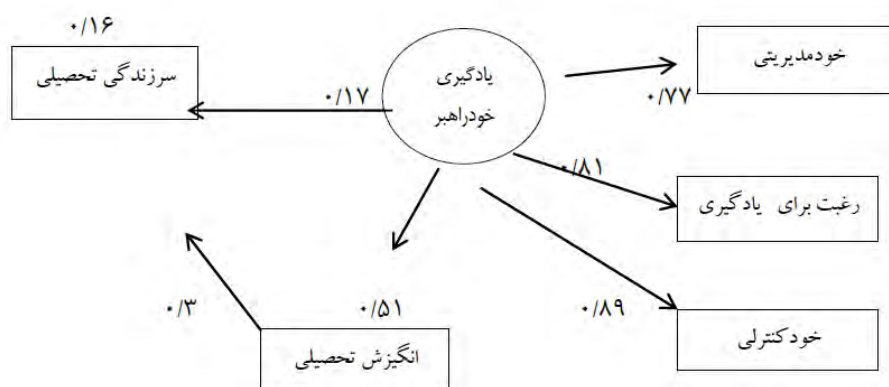 ۰/۱۶
سرزندگی تحصیلی
یادگیری
خودراهبر
خودمدیریتی
۰/۱۷
۰/۷۷
۰/۸۱
رغبت برای یادگیری
۰/۳
۰/۵۱
۰/۸۹
انگیزش تحصیلی
خودکنترلی